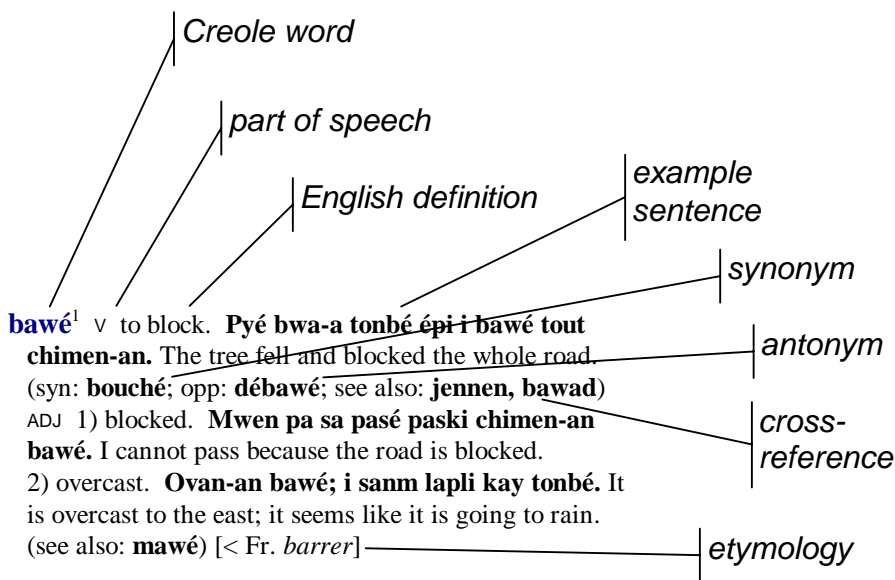 Creole word
part of speech
English definition
example
sentence
synonym
antonym
cross-
reference
etymology
bawé1 V to block. Pyé bwa-a tonbé épi i bawé tout
chimen-an. The tree fell and blocked the whole road.
(syn: bouché; opp: débawé; see also: jennen, bawad)
ADJ 1) blocked. Mwen pa sa pasé paski chimen-an
bawé. I cannot pass because the road is blocked.
2) overcast. Ovan-an bawé; i sanm lapli kay tonbé. It
is overcast to the east; it seems like it is going to rain.
(see also: mawé) [< Fr. barrer]